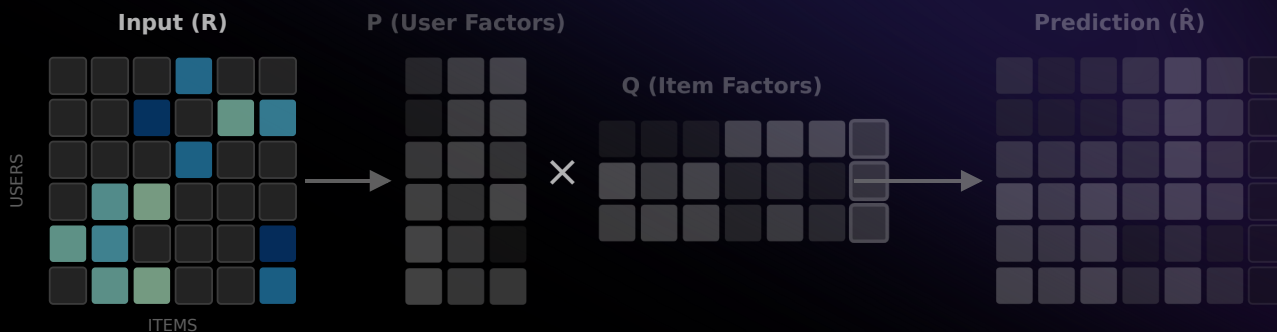 Input (R)
P (User Factors)
Prediction (R̂)
Q (Item Factors)
USERS
×
ITEMS